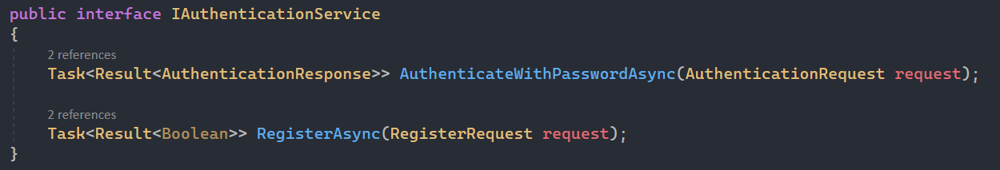 public interface IAuthenticationService
{
2 references
Task<Result<AuthenticationResponse>> AuthenticateWithPasswordAsync(AuthenticationRequest request);
2 references
Task<Result<Boolean>> RegisterAsync(RegisterRequest request);
}